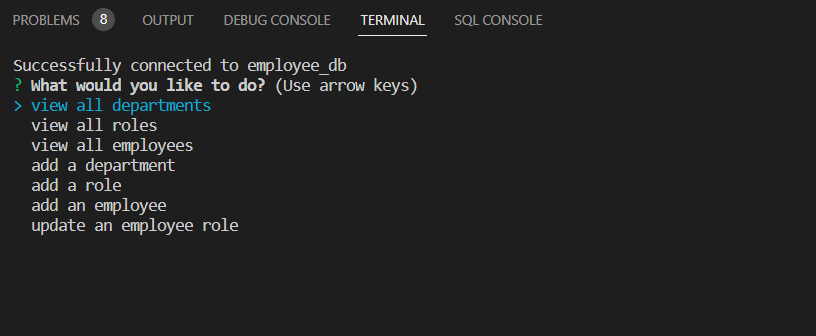 PROBLEMS 8 OUTPUT DEBUG CONSOLE TERMINAL SQL CONSOLE
Successfully connected to employee_db
? What would you like to do? (Use arrow keys)
> view all departments
view all roles
view all employees
add a department
add a role
add an employee
update an employee role